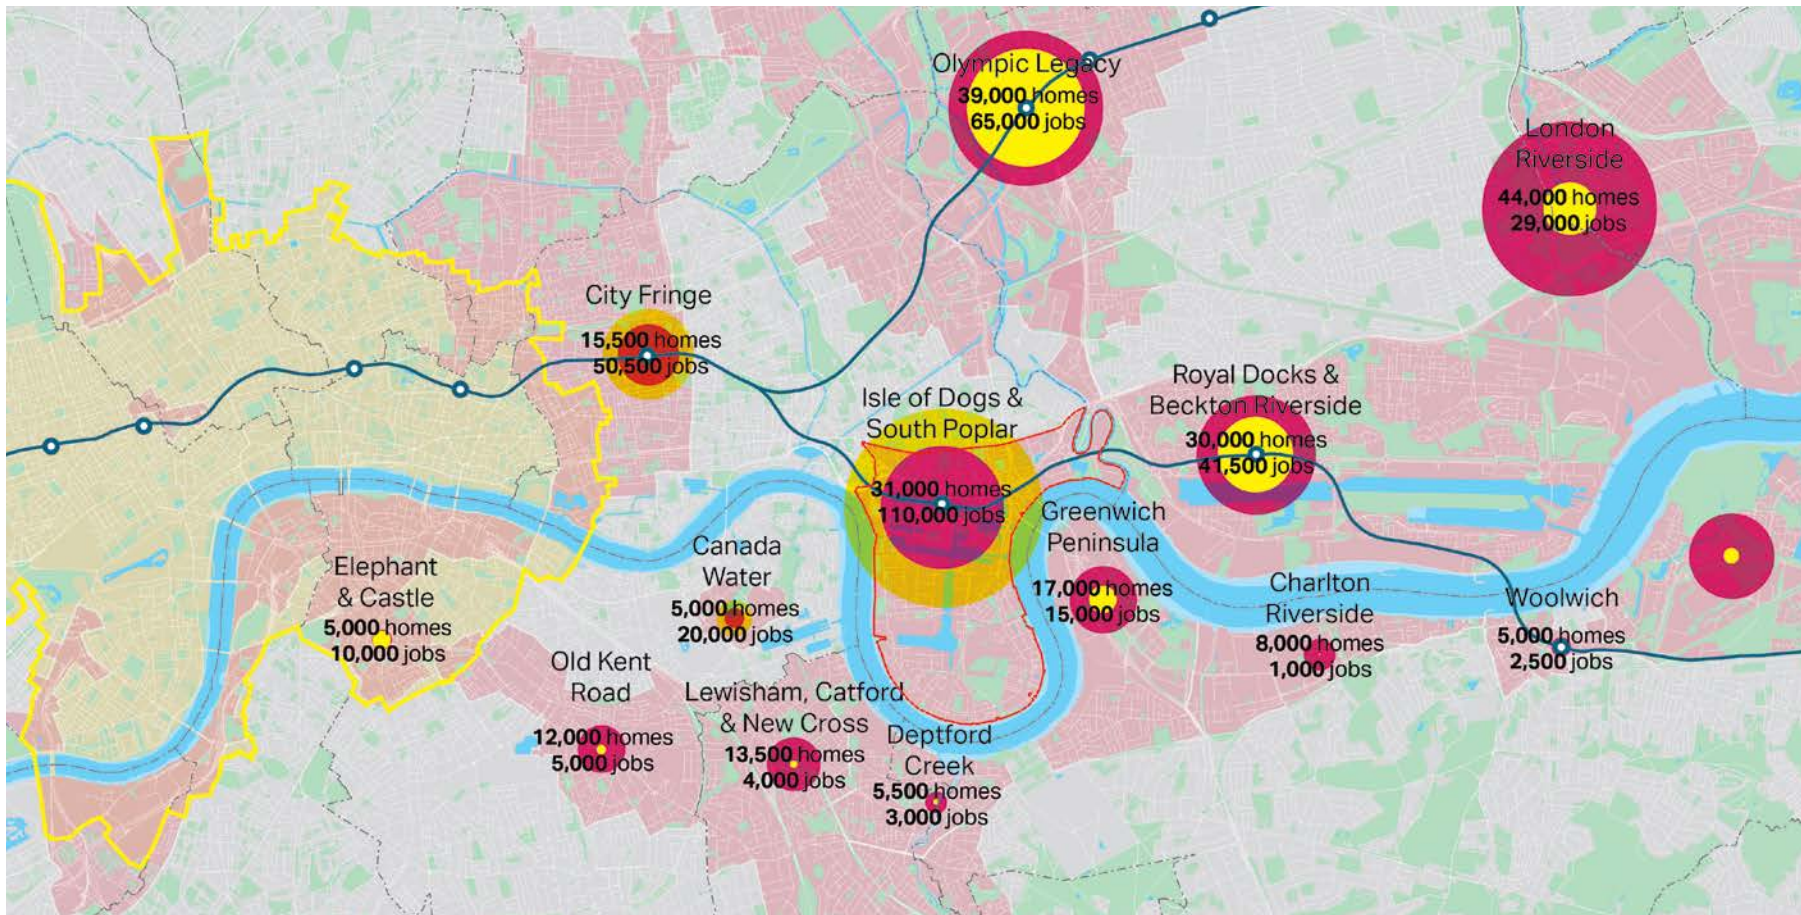 Olympic Legacy
39,000 homes
65,000 jobs
London
Riverside
44,000 homes
29,000 jobs
City Fringe
15,500 homes
50,500 jobs
Isle of Dogs &
South Poplar
31,000 homes
110,000 jobs
Royal Docks &
Beckton Riverside
30,000 homes
41,500 jobs
Greenwich
Peninsula
17,000 homes
15,000 jobs
Canada
Water
5,000 homes
20,000 jobs
Elephant
& Castle
5,000 homes
10,000 jobs
Charlton
Riverside
8,000 homes
1,000 jobs
Woolwich
5,000 homes
2,500 jobs
Old Kent
Road
12,000 homes
5,000 jobs
Lewisham, Catford
& New Cross
13,500 homes
4,000 jobs
Deptford
Creek
5,500 homes
3,000 jobs